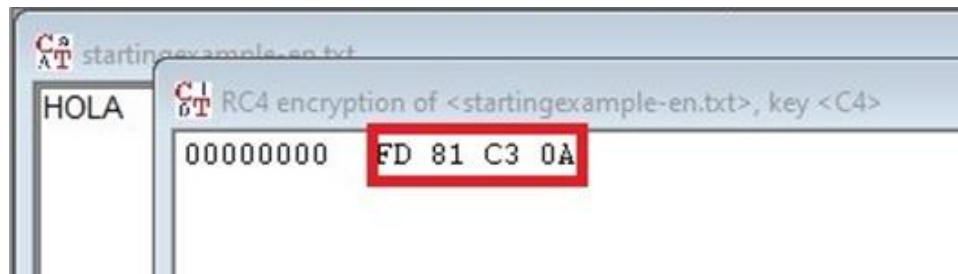 startingexample-en.txt
HOLA
RC4 encryption of <startingexample-en.txt>, key <C4>
00000000 FD 81 C3 0A